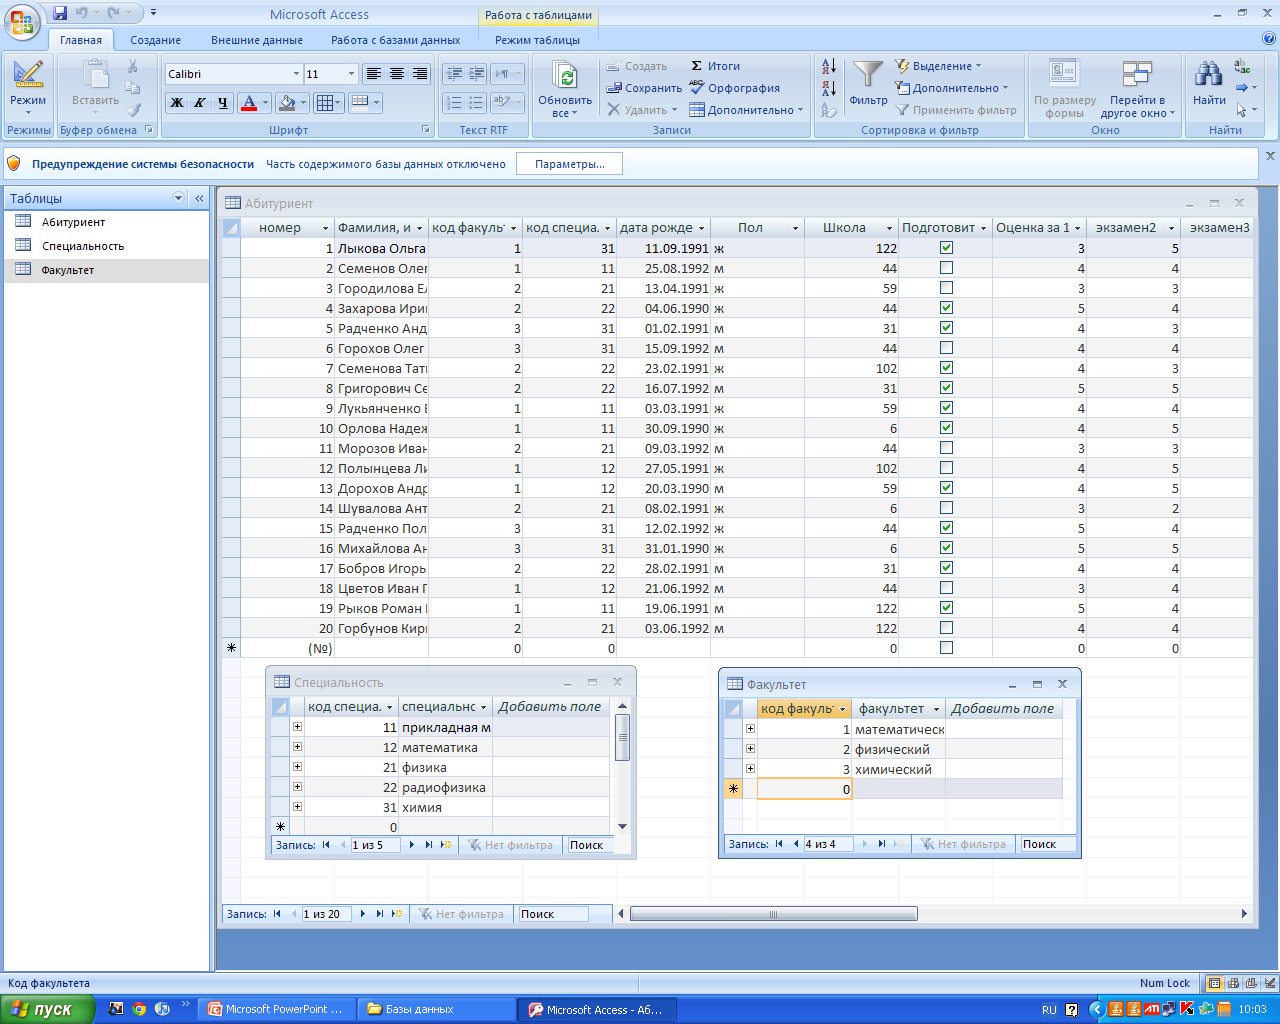 Microsoft Access
Работа с таблицами
Главная Создание Внешние данные Работа с базами данных Режим таблицы
Режим
Режимы
Вставить
Буфер обмена
Calibri 11
Ж К Ч
Шрифт
Текст RTF
Обновить все
Создать
Сохранить
Удалить
Итоги
Орфография
Дополнительно
Записи
Фильтр
Выделение
Дополнительно
Применить фильтр
Сортировка и фильтр
По размеру формы
Перейти в другое окно
Окно
Найти
Найти
Предупреждение системы безопасности Часть содержимого базы данных отключено Параметры...
Таблицы
Абитуриент
Специальность
Факультет
Абитуриент
номер Фамилия, и код факуль код специа. дата рожде Пол Школа Подготовит Оценка за 1 экзамен2 экзамен3
1 Лыкова Ольга 1 31 11.09.1991 ж 122 3 5
2 Семенов Олег 1 11 25.08.1992 м 44 4 4
3 Городилова Ел 2 21 13.04.1991 ж 59 3 3
4 Захарова Ири 2 22 04.06.1990 ж 44 5 4
5 Радченко Анд 3 31 01.02.1991 м 31 4 3
6 Горохов Олег 3 31 15.09.1992 м 44 4 4
7 Семенова Тат 2 22 23.02.1991 ж 102 4 3
8 Григорович Се 2 22 16.07.1992 м 31 5 5
9 Лукьянченко 1 11 03.03.1991 ж 59 4 4
10 Орлова Надеж 1 11 30.09.1990 ж 6 4 5
11 Морозов Иван 2 21 09.03.1992 м 44 3 3
12 Полынцева Ли 1 12 27.05.1991 ж 102 4 5
13 Дорохов Андр 1 12 20.03.1990 м 59 4 5
14 Шувалова Ант 2 21 08.02.1991 ж 6 3 2
15 Радченко Пол 3 31 12.02.1992 ж 44 5 4
16 Михайлова Ан 3 31 31.01.1990 ж 6 5 5
17 Бобров Игорь 2 22 28.02.1991 м 31 4 4
18 Цветов Иван 1 12 21.06.1992 м 44 3 4
19 Рыков Роман 1 11 19.06.1991 м 122 5 4
20 Горбунов Кир 2 21 03.06.1992 м 122 4 4
(№) 0 0 0 0 0
Специальность
код специа. специальнс Добавить поле
11 прикладная м
12 математика
21 физика
22 радиофизика
31 химия
0
Запись: 1 из 5 Нет фильтра Поиск
Факультет
код факуль факультет Добавить поле
1 математическ
2 физический
3 химический
0
Запись: 4 из 4 Нет фильтра Поиск
Запись: 1 из 20 Нет фильтра Поиск
Код факультета Num Lock
пуск Microsoft PowerPoint ... Базы данных Microsoft Access - Аб... RU 10:03